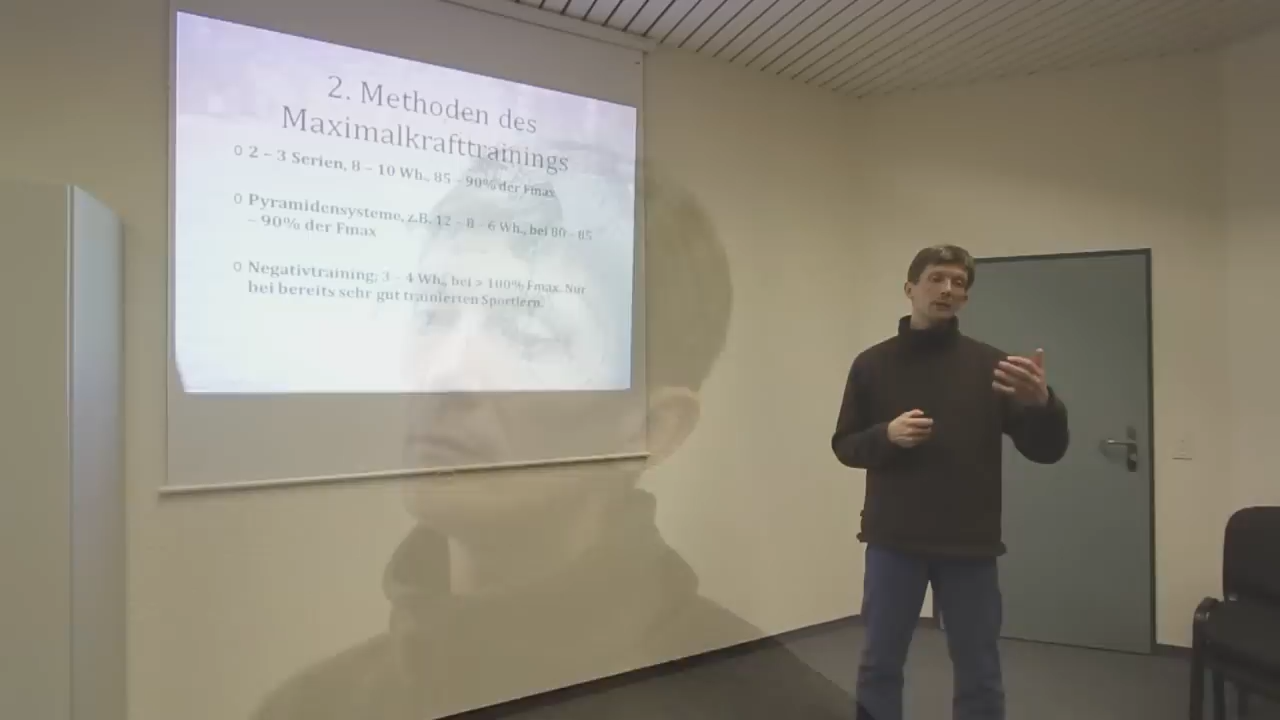 2. Methoden des
Maximalkrafttrainings
2 – 3 Serien, 8 – 10 Wh., 85 – 90% der Fmax
Pyramidensysteme, z.B. 12 – 8 – 6 Wh., bei 80 – 85
– 90% der Fmax
Negativtraining; 3 – 4 Wh., bei > 100% Fmax. Nur
bei bereits sehr gut trainierten Sportlern.